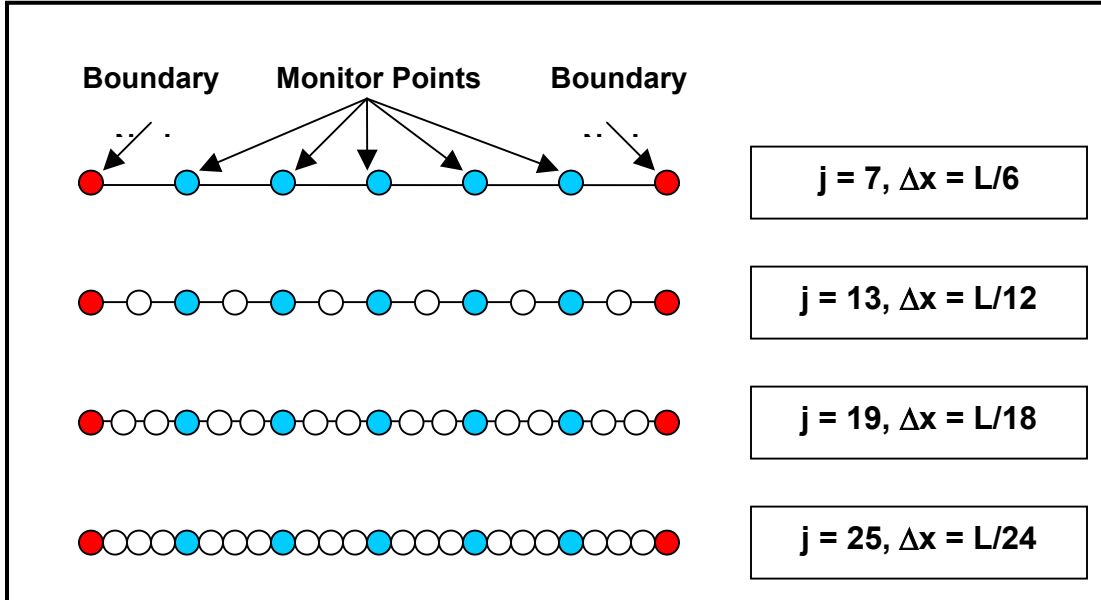 Boundary Monitor Points Boundary
j = 7, Δx = L/6
j = 13, Δx = L/12
j = 19, Δx = L/18
j = 25, Δx = L/24